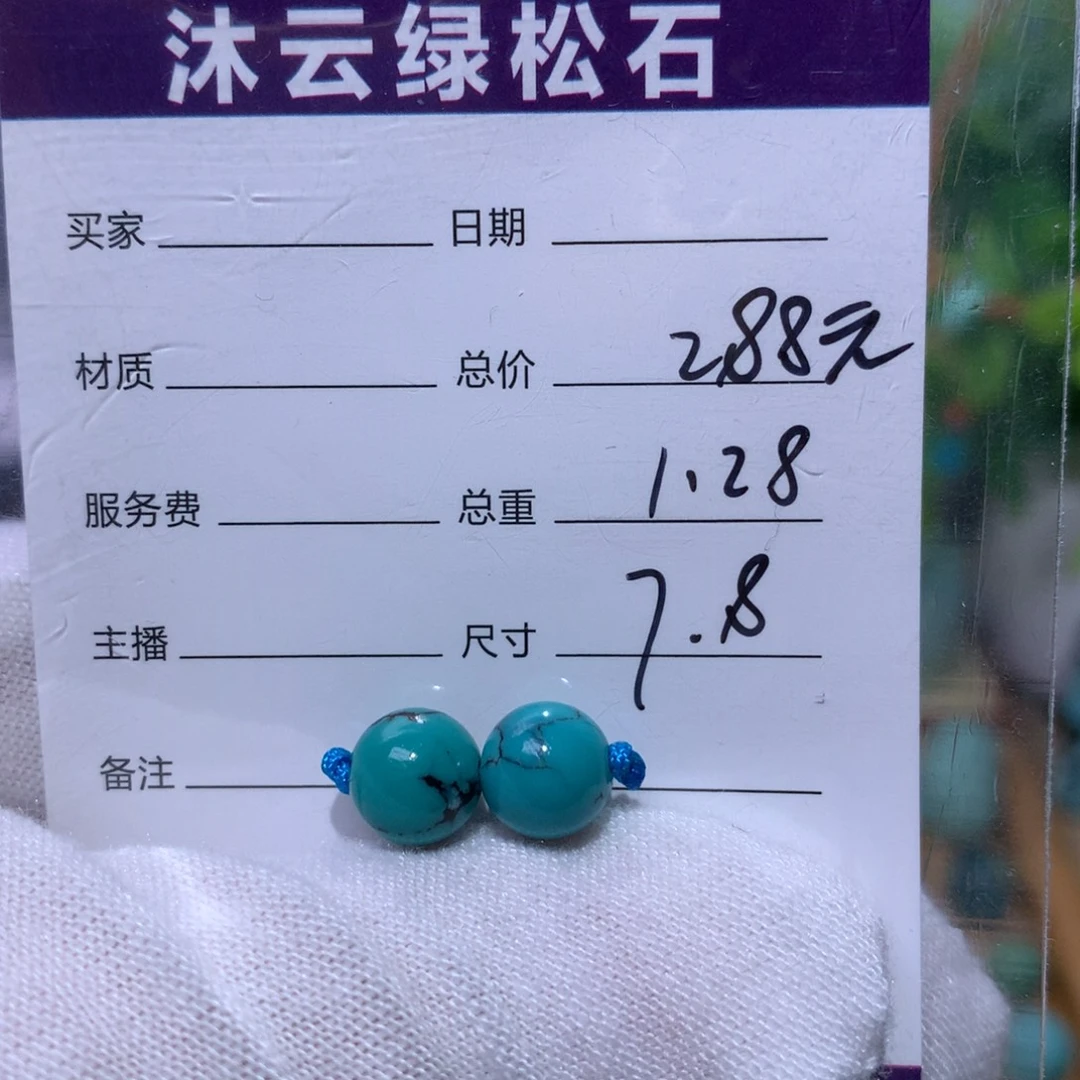 沐云绿松石
买家 日期
材质 总价 288元
服务费 总重 1.28
主播 尺寸 7.8
备注